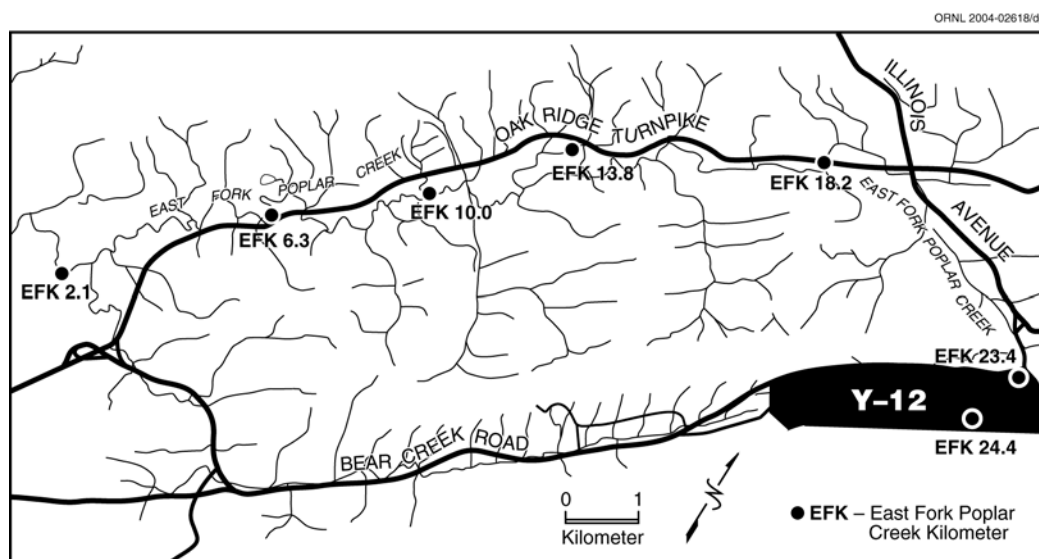 ORNL 2004-02618/d
ILLINOIS
AVENUE
OAK RIDGE TURNPIKE
EAST FORK POPLAR CREEK
EFK 13.8
EFK 18.2
EFK 10.0
EFK 6.3
EFK 2.1
EAST FORK POPLAR CREEK
EFK 23.4
Y–12
EFK 24.4
BEAR CREEK ROAD
N
0 1
Kilometer
EFK – East Fork Poplar
Creek Kilometer